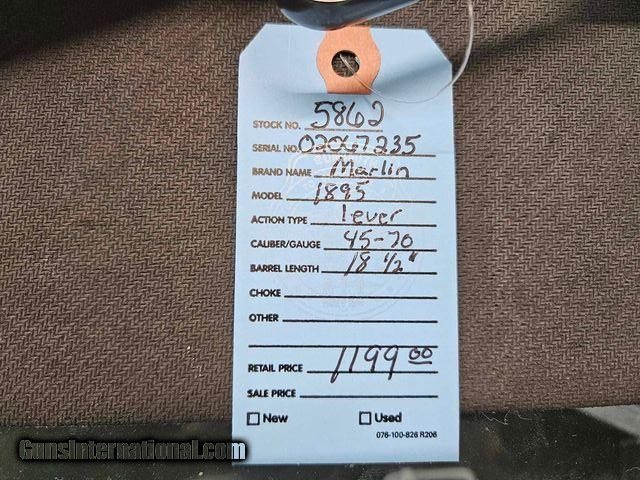 STOCK NO. 5862
SERIAL NO. 02067235
BRAND NAME Marlin
MODEL 1895
ACTION TYPE lever
CALIBER/GAUGE 45-70
BARREL LENGTH 18 1/2"
CHOKE
OTHER
RETAIL PRICE 1199 00
SALE PRICE
☐ New ☐ Used
076-100-826 R206
GunsInternational.com